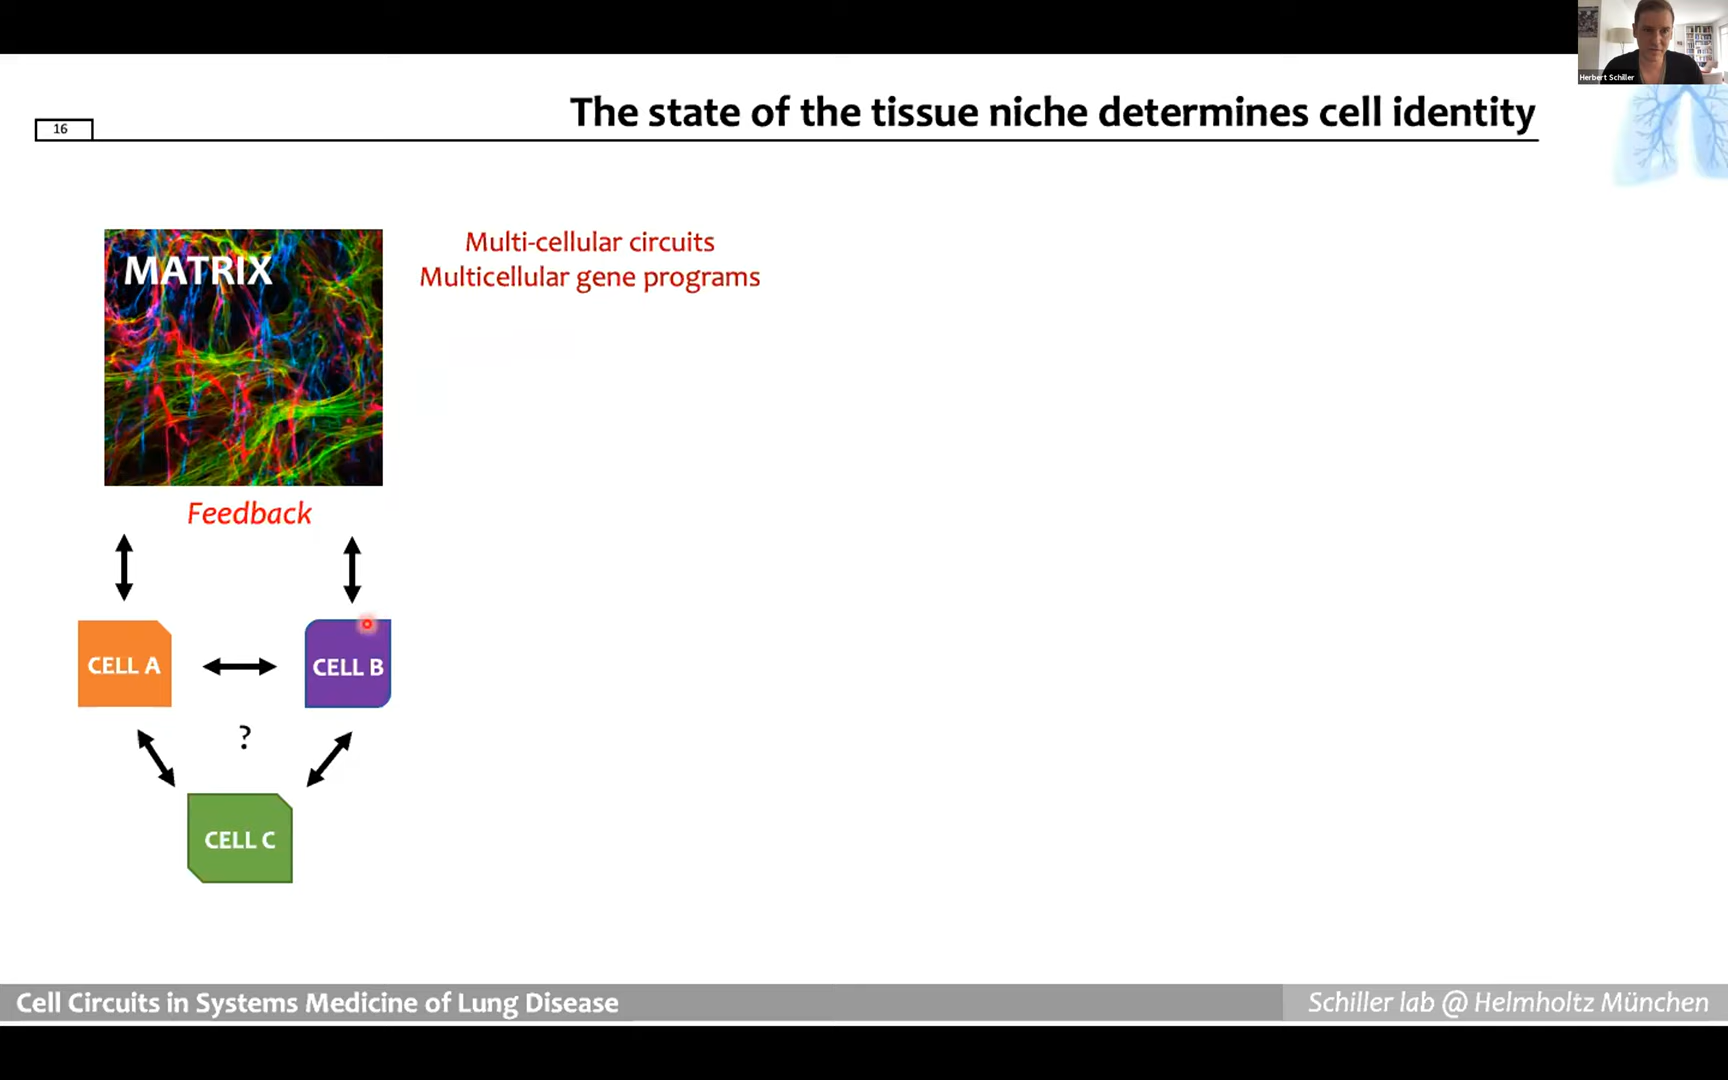 Herbert Schiller
The state of the tissue niche determines cell identity
16
MATRIX
Multi-cellular circuits
Multicellular gene programs
Feedback
CELL A
CELL B
?
CELL C
Cell Circuits in Systems Medicine of Lung Disease
Schiller lab @ Helmholtz München